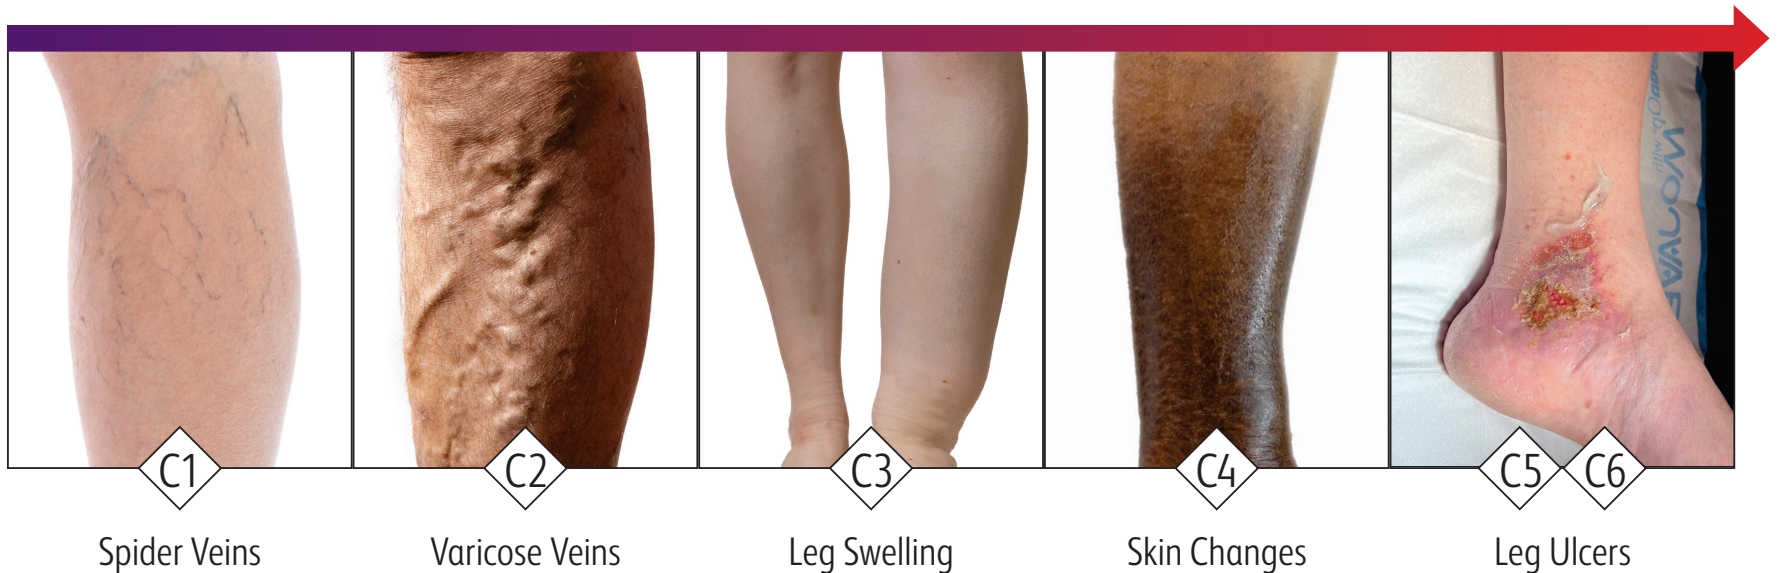 C1
C2
C3
C4
C5
C6
Spider Veins
Varicose Veins
Leg Swelling
Skin Changes
Leg Ulcers